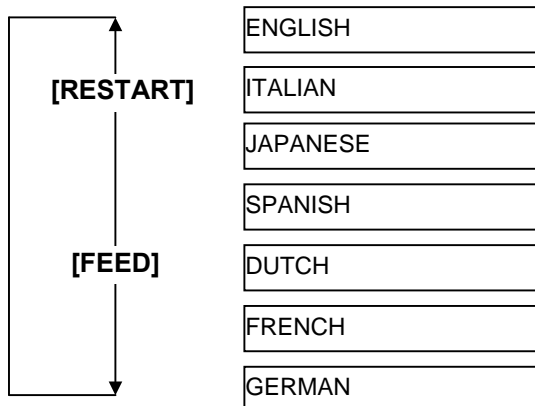 ENGLISH
[RESTART]
ITALIAN
JAPANESE
SPANISH
[FEED]
DUTCH
FRENCH
GERMAN